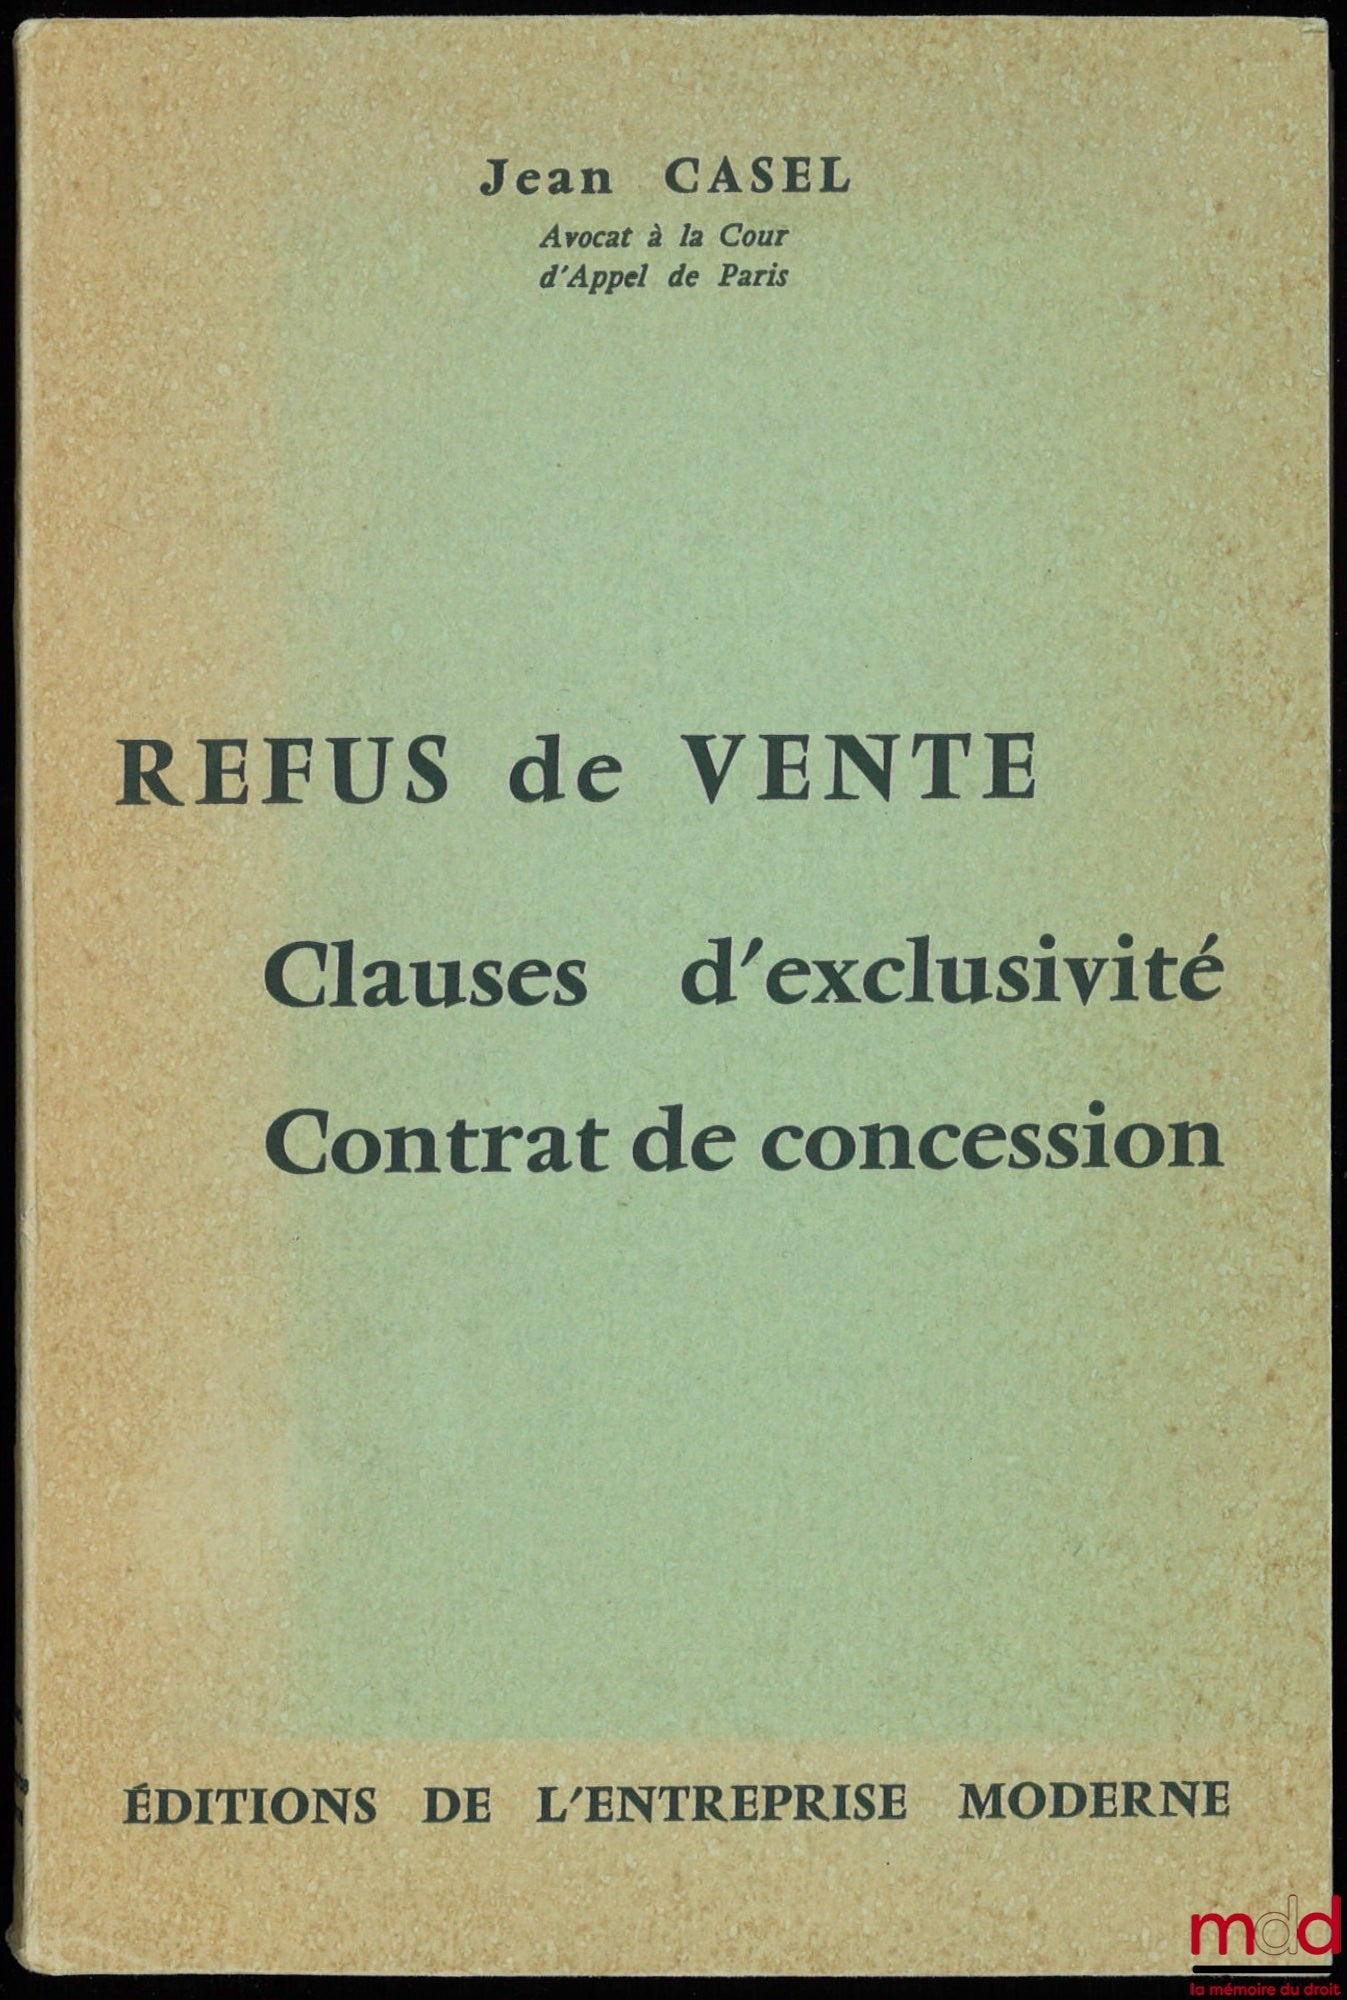 Jean CASEL
Avocat à la Cour
d'Appel de Paris
REFUS de VENTE
Clauses d'exclusivité
Contrat de concession
ÉDITIONS DE L'ENTREPRISE MODERNE
mdd
la mémoire du droit